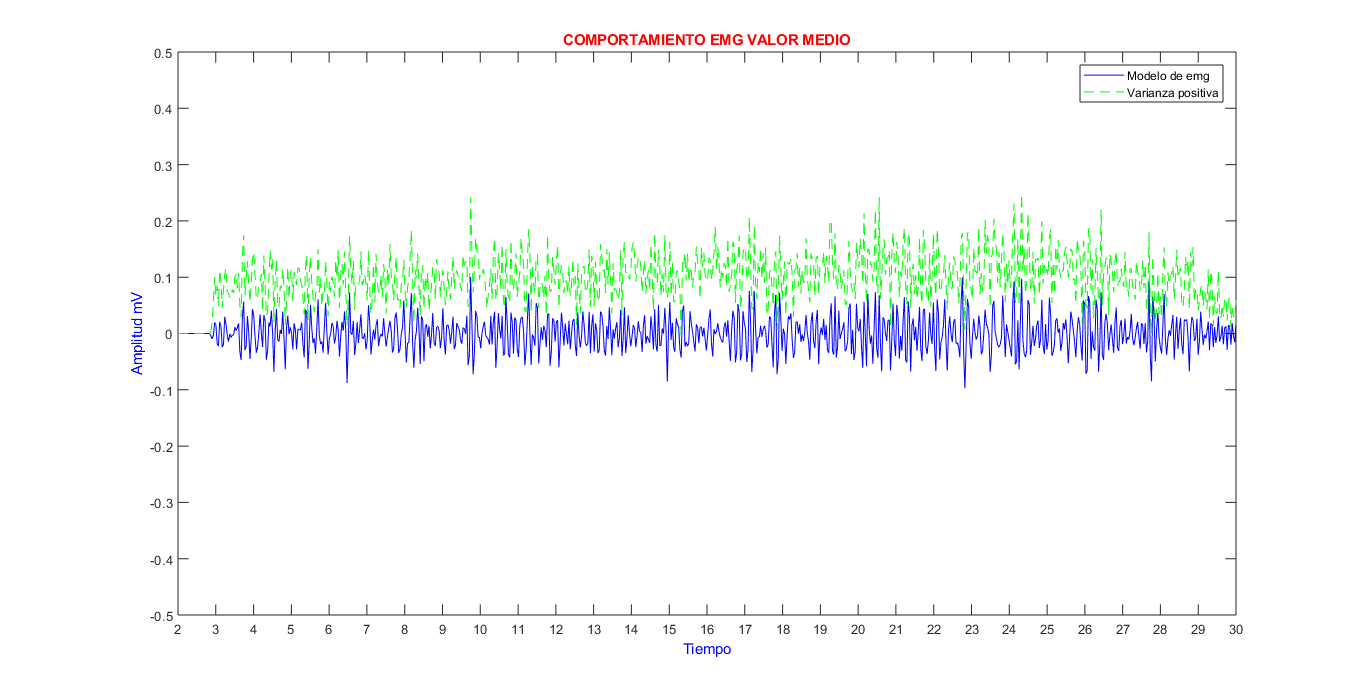 COMPORTAMIENTO EMG VALOR MEDIO
Modelo de emg
Varianza positiva
0.5
0.4
0.3
0.2
0.1
0
-0.1
-0.2
-0.3
-0.4
-0.5
Amplitud mV
2 3 4 5 6 7 8 9 10 11 12 13 14 15 16 17 18 19 20 21 22 23 24 25 26 27 28 29 30
Tiempo